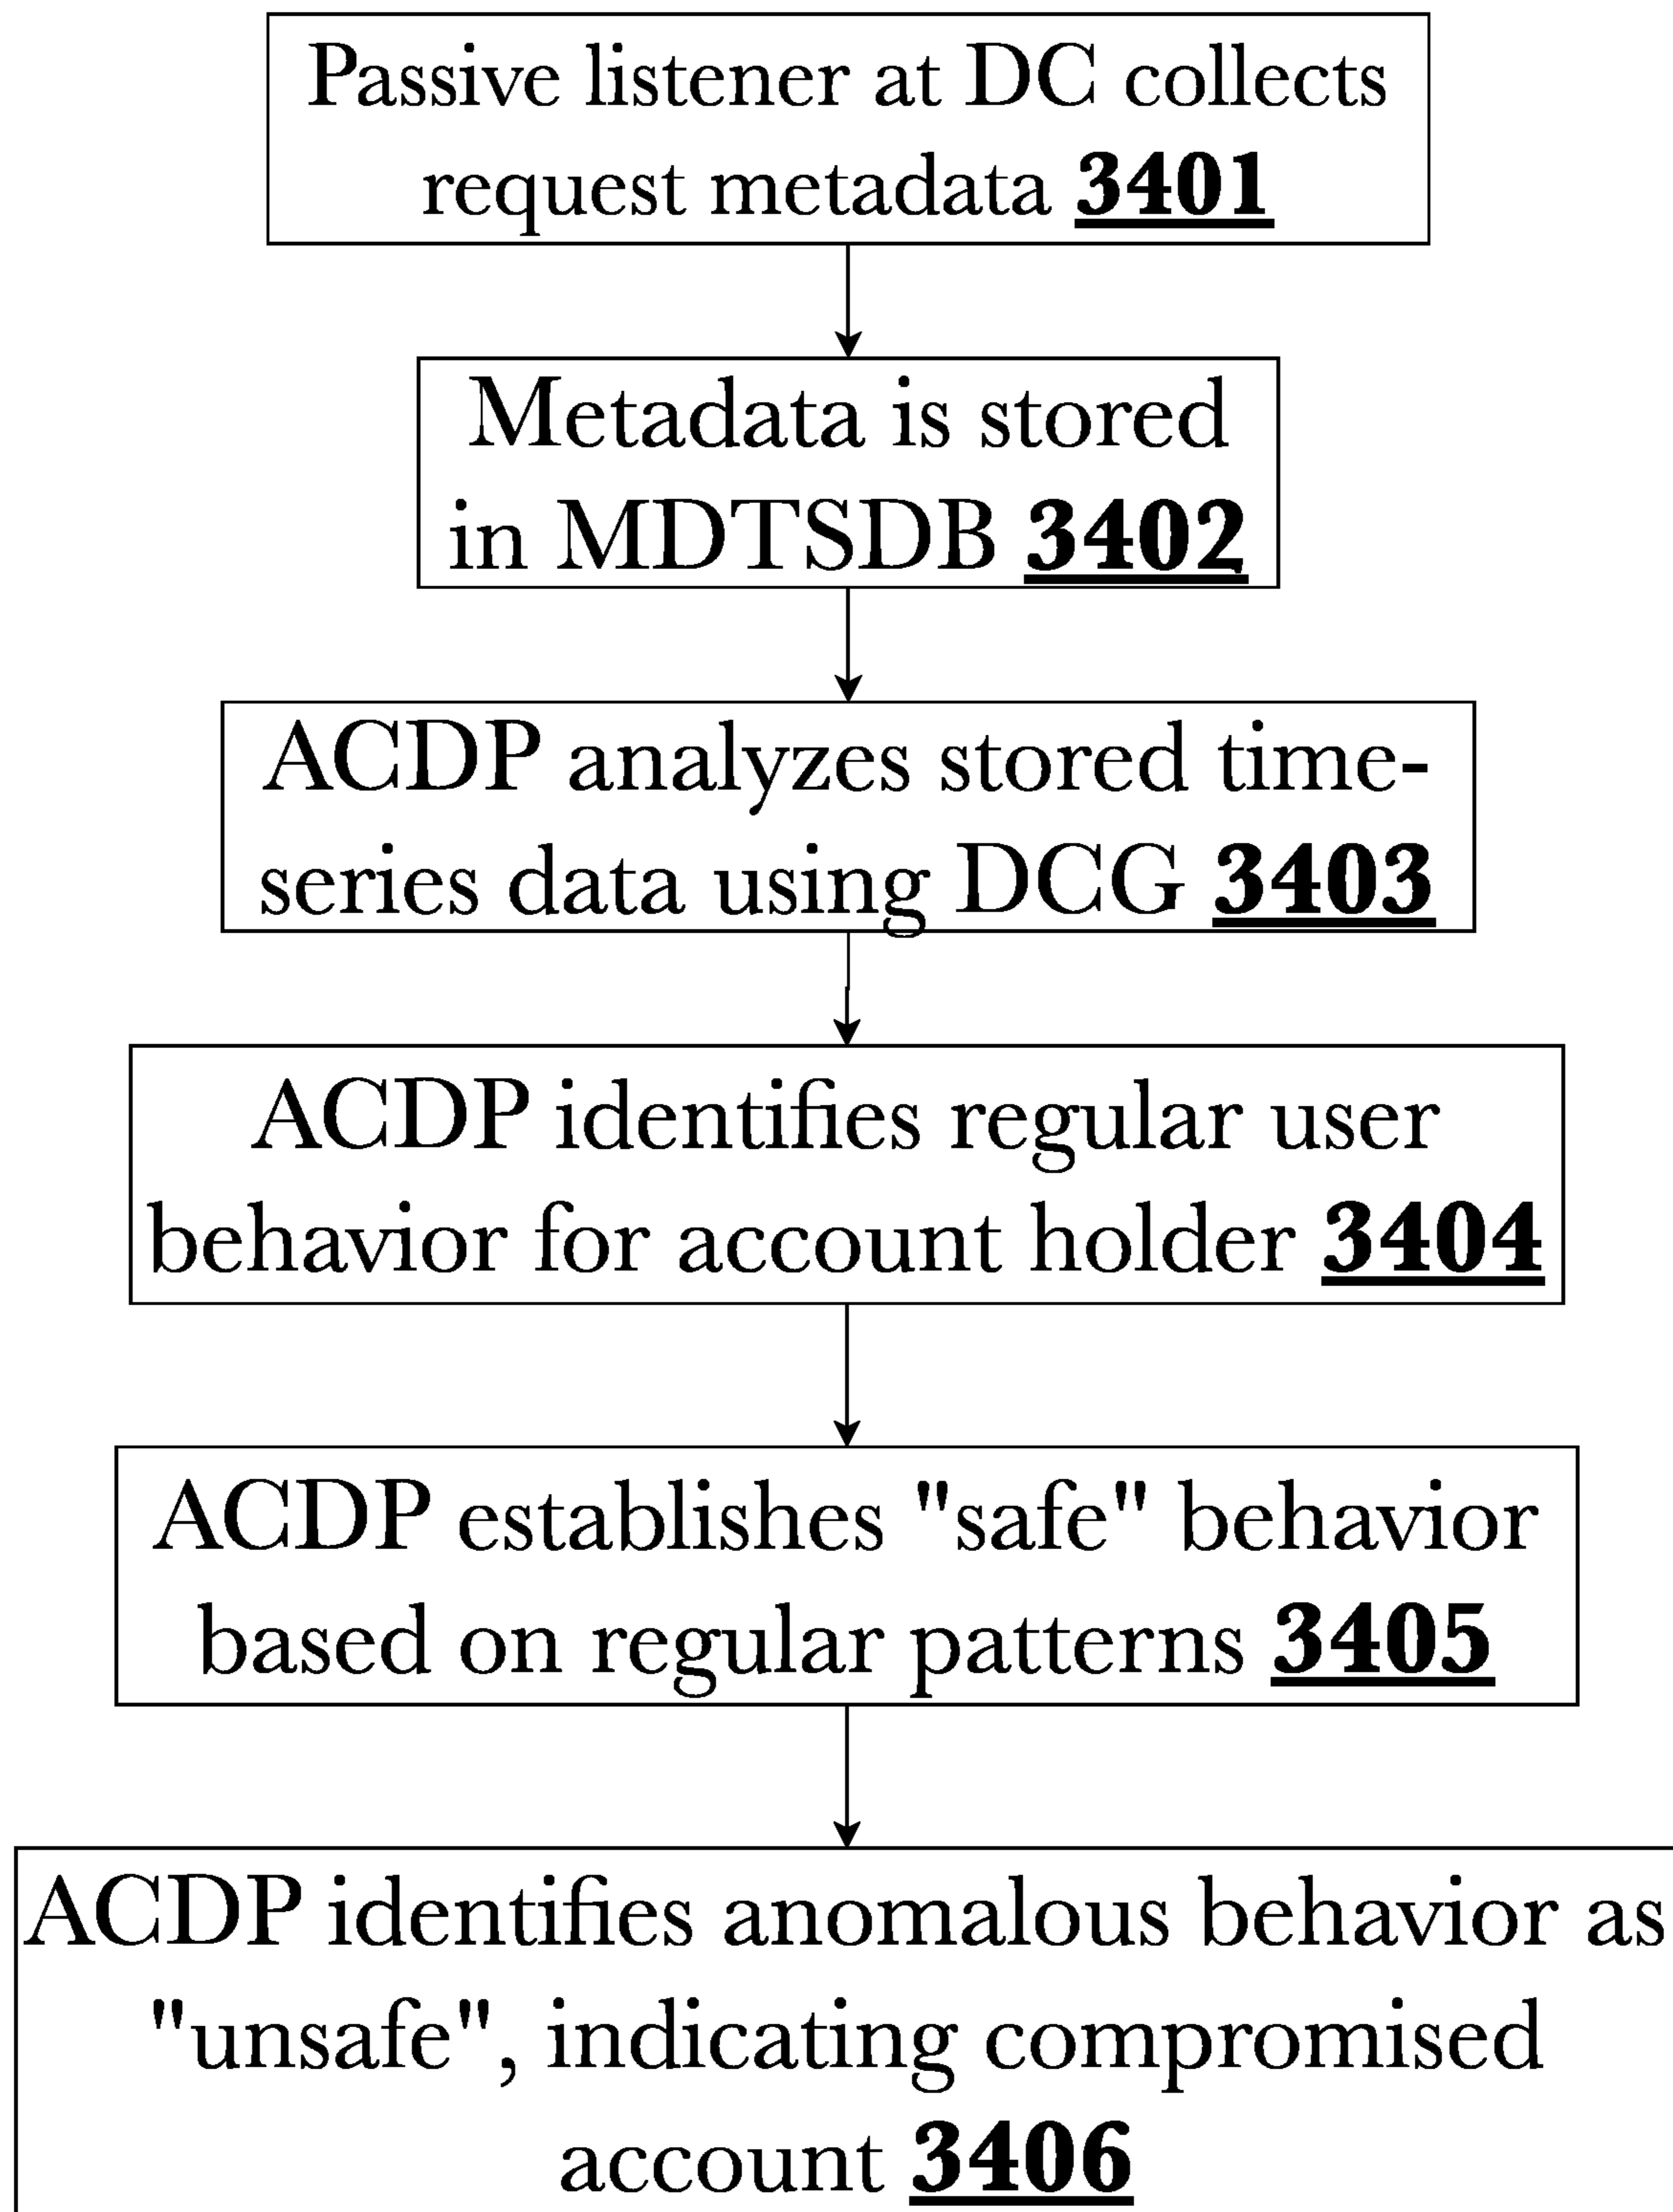 Passive listener at DC collects
request metadata 3401
Metadata is stored
in MDTSDB 3402
ACDP analyzes stored time-
series data using DCG 3403
ACDP identifies regular user
behavior for account holder 3404
ACDP establishes "safe" behavior
based on regular patterns 3405
ACDP identifies anomalous behavior as
"unsafe", indicating compromised
account 3406